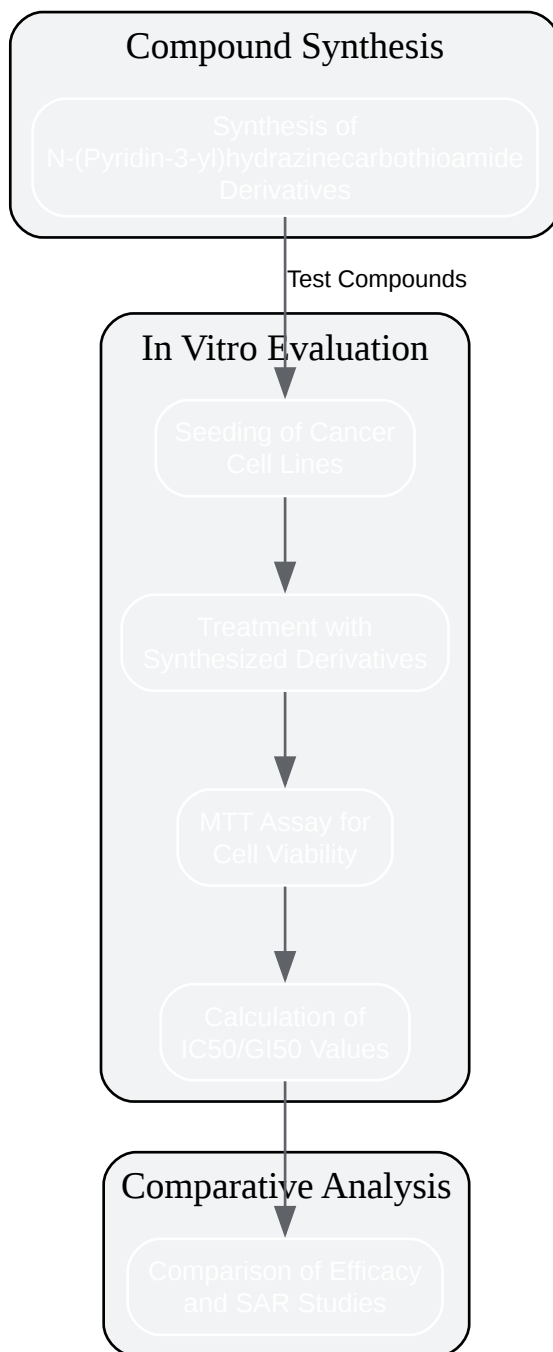 Compound Synthesis
Synthesis of
N-(Pyridin-3-yl)hydrazinecarbothioamide
Derivatives
Test Compounds
In Vitro Evaluation
Seeding of Cancer
Cell Lines
Treatment with
Synthesized Derivatives
MTT Assay for
Cell Viability
Calculation of
IC50/GI50 Values
Comparative Analysis
Comparison of Efficacy
and SAR Studies